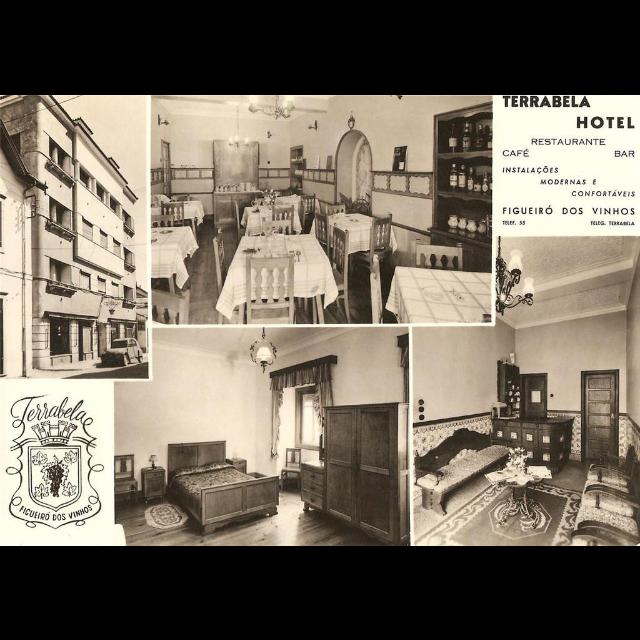 TERRABELA
HOTEL
RESTAURANTE
CAFÉ BAR
INSTALAÇÕES
MODERNAS E
CONFORTÁVEIS
FIGUEIRÓ DOS VINHOS
TELEF. 55 TELEG. TERRABELA
Terrabela
FIGUEIRÓ DOS VINHOS